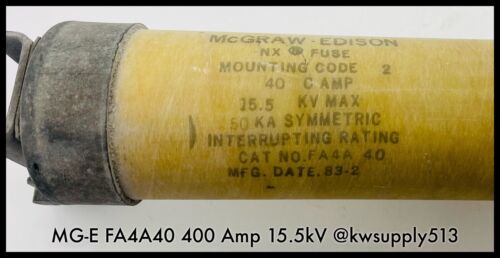 McGRAW-EDISON
NX ® FUSE
MOUNTING CODE 2
40 C AMP
15.5 KV MAX
50 KA SYMMETRIC
INTERRUPTING RATING
CAT NO. FA4A 40
MFG. DATE. 83-2
MG-E FA4A40 400 Amp 15.5kV @kwsupply513